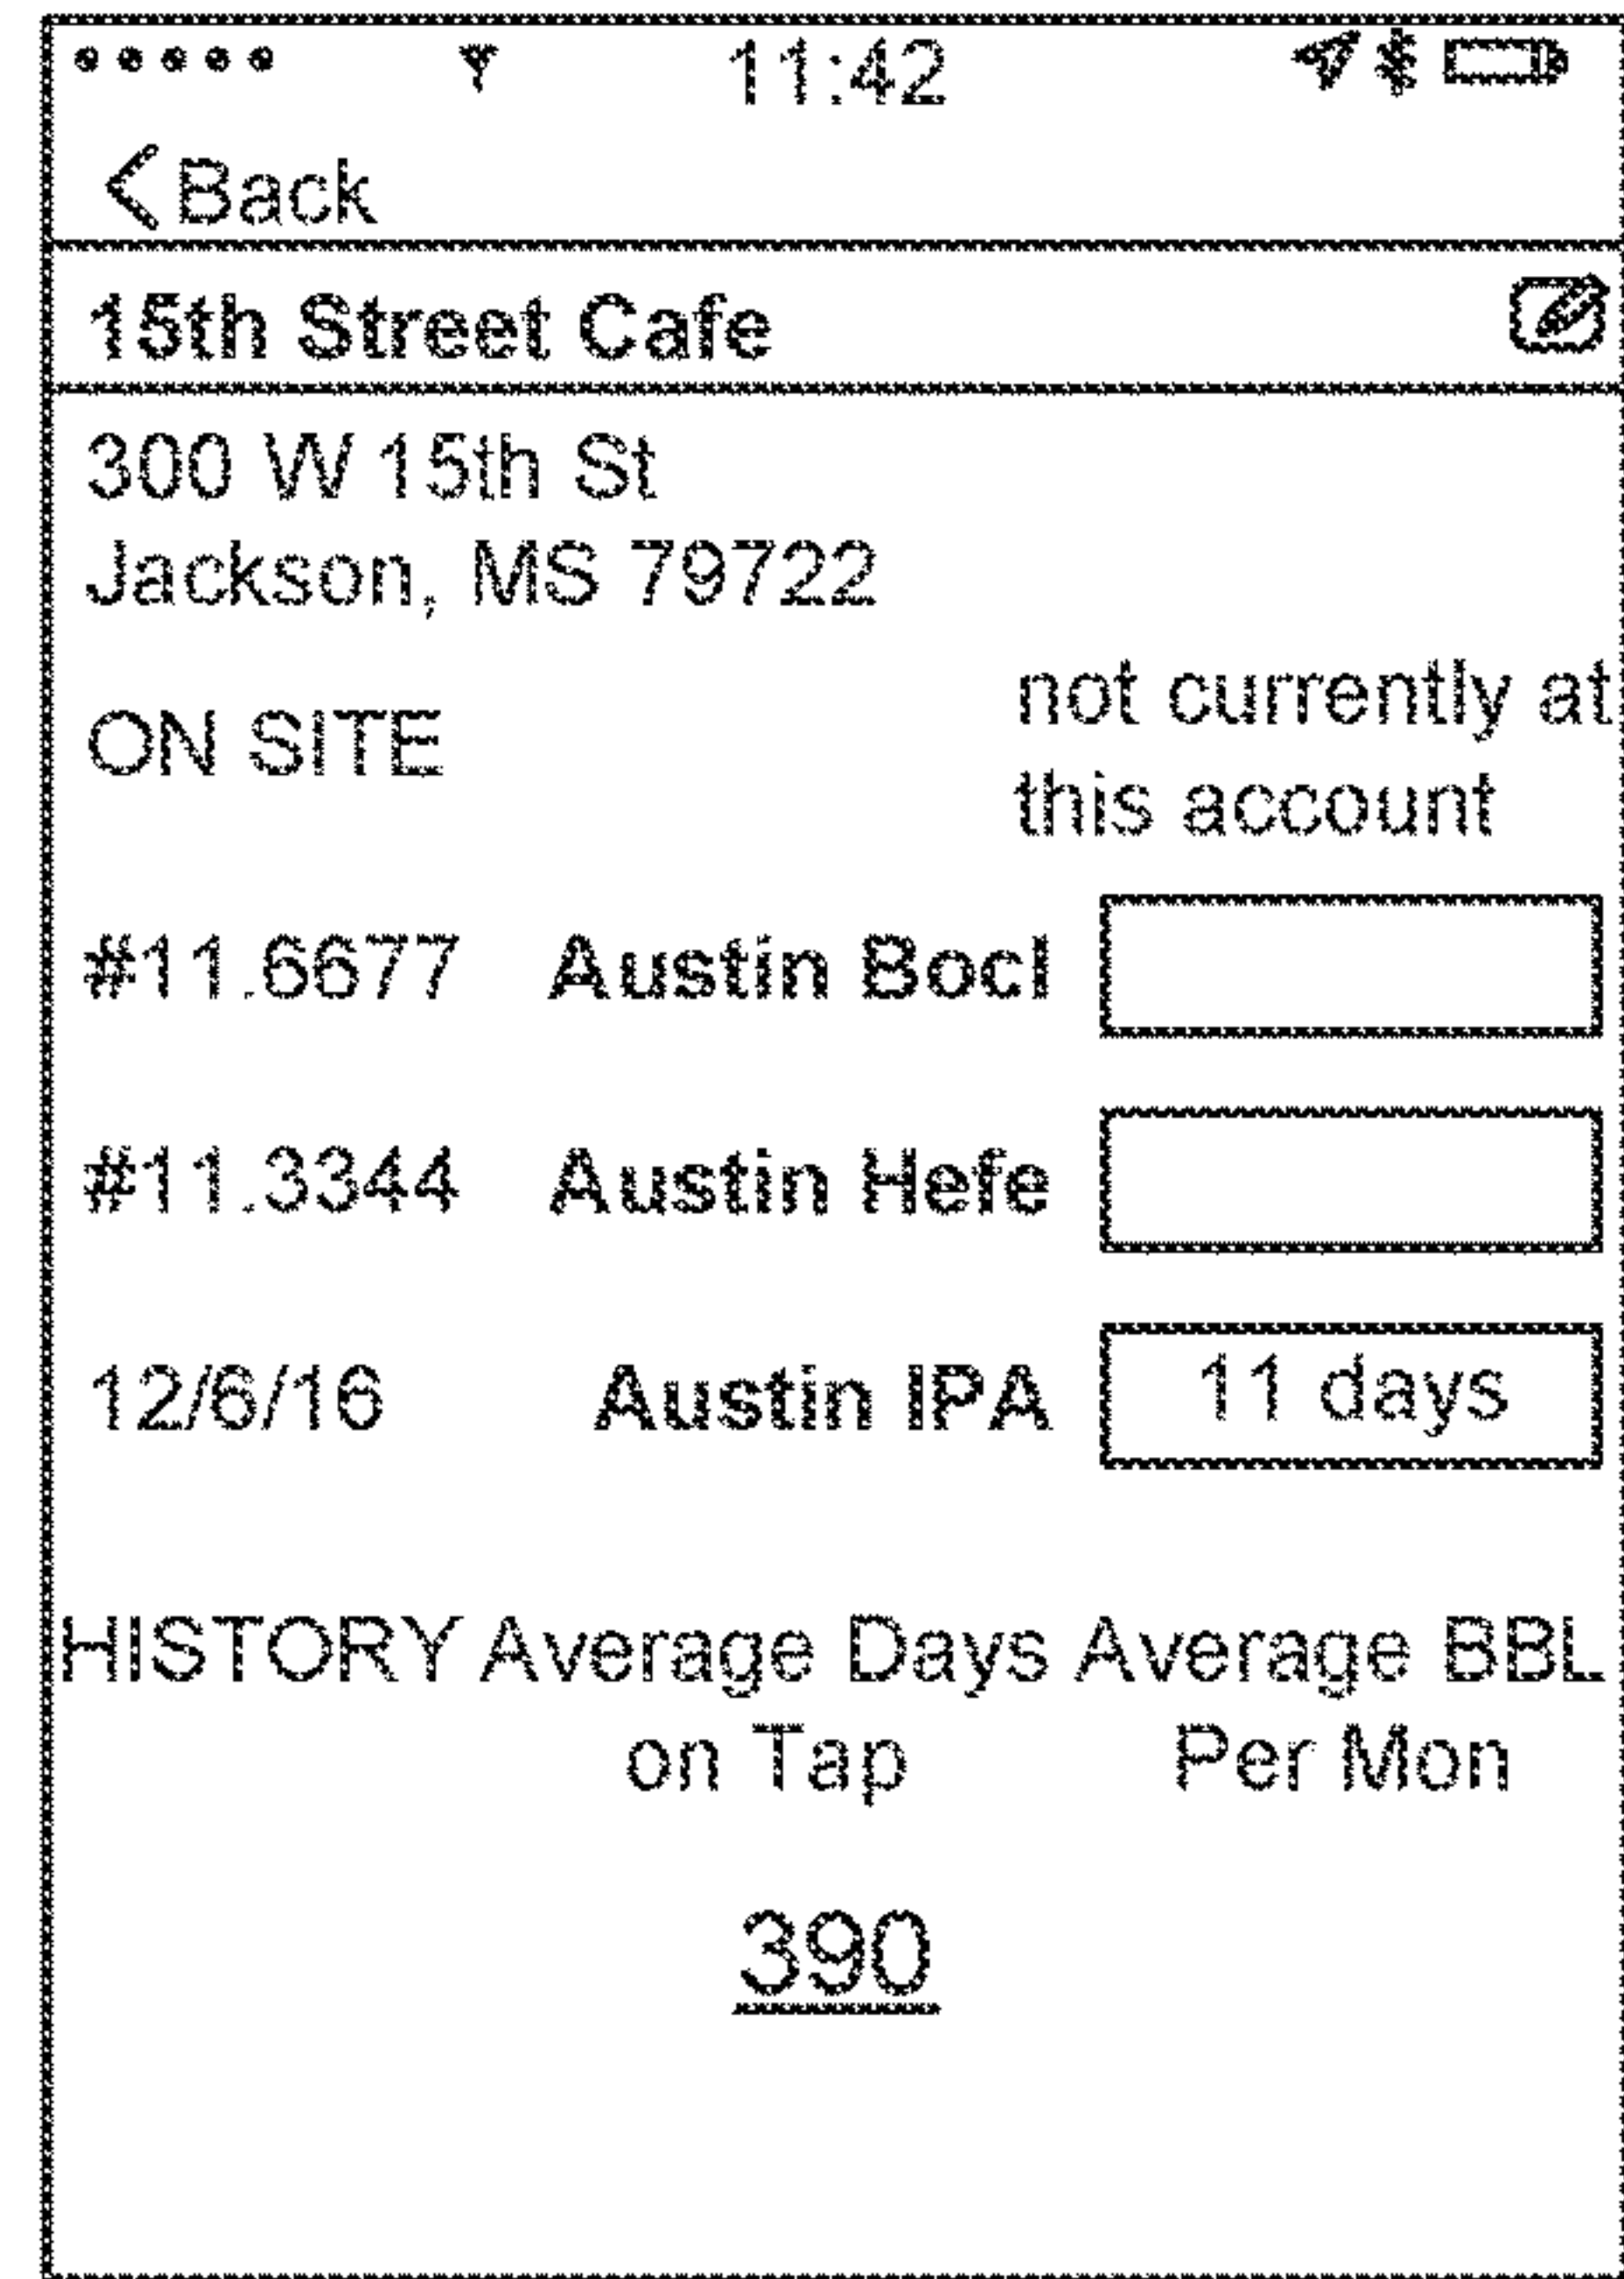 11:42
Back
15th Street Cafe
300 W 15th St
Jackson, MS 79722
ON SITE
not currently at
this account
#11.6677 Austin Bocl
#11.3344 Austin Hefe
12/6/16 Austin IPA 11 days
HISTORY Average Days Average BBL
on Tap Per Mon
390